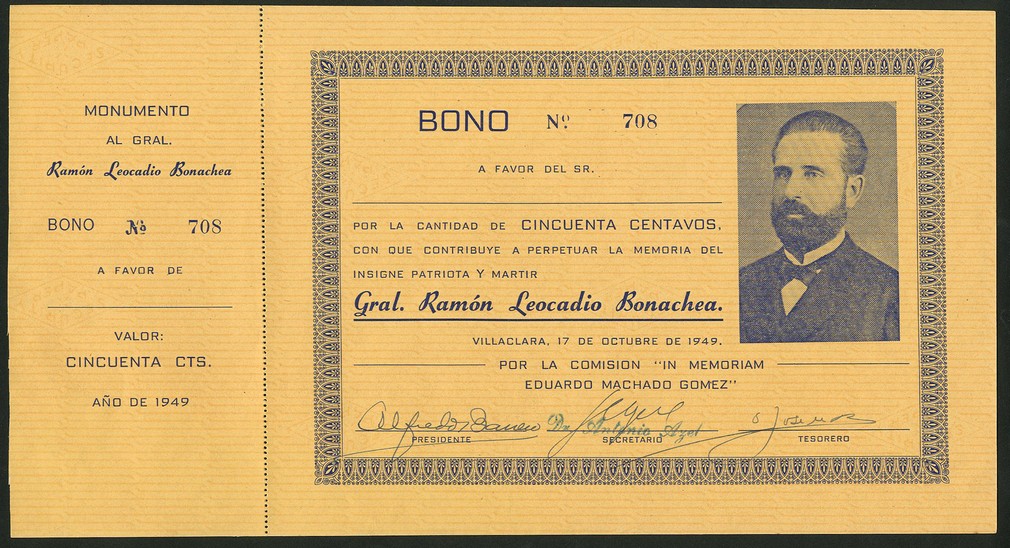 MONUMENTO
AL GRAL.
Ramón Leocadio Bonachea
BONO Nº 708
A FAVOR DE
VALOR:
CINCUENTA CTS.
AÑO DE 1949
BONO Nº 708
A FAVOR DEL SR.
POR LA CANTIDAD DE CINCUENTA CENTAVOS,
CON QUE CONTRIBUYE A PERPETUAR LA MEMORIA DEL
INSIGNE PATRIOTA Y MARTIR
Gral. Ramón Leocadio Bonachea.
VILLACLARA, 17 DE OCTUBRE DE 1949.
POR LA COMISION "IN MEMORIAM
EDUARDO MACHADO GOMEZ"
Alfredo Dr. Antonio
PRESIDENTE SECRETARIO TESORERO